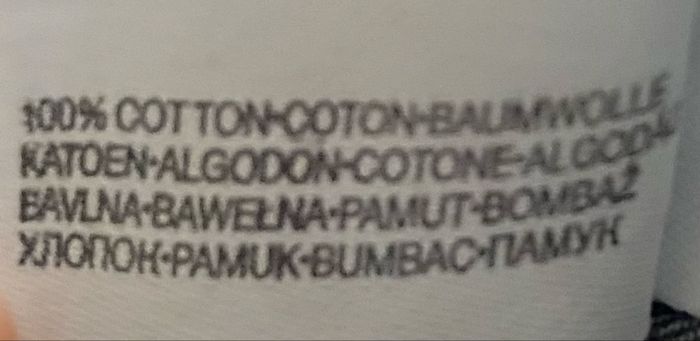 100% COTTON•COTON•BAUMWOLLE
KATOEN•ALGODON•COTONE•ALGODÃO
BAVLNA•BAWEŁNA•PAMUT•BOMBAŽ
ХЛОПОК•PAMUK•BUMBAC•ПАМУК